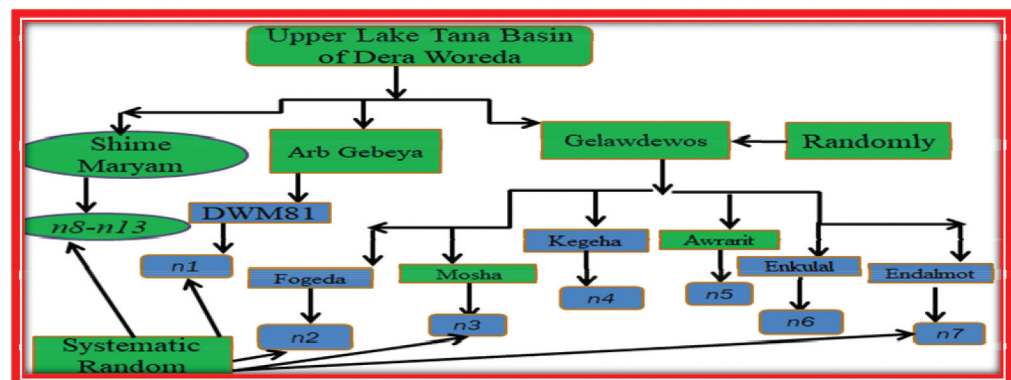 Upper Lake Tana Basin
of Dera Woreda
Shime
Maryam
Arb Gebeya
Gelawdewos
Randomly
n8-n13
DWM81
n1
Fogeda
Mosha
Kegeha
Awrarit
Enkulal
Endalmot
n2
n3
n4
n5
n6
n7
Systematic
Random